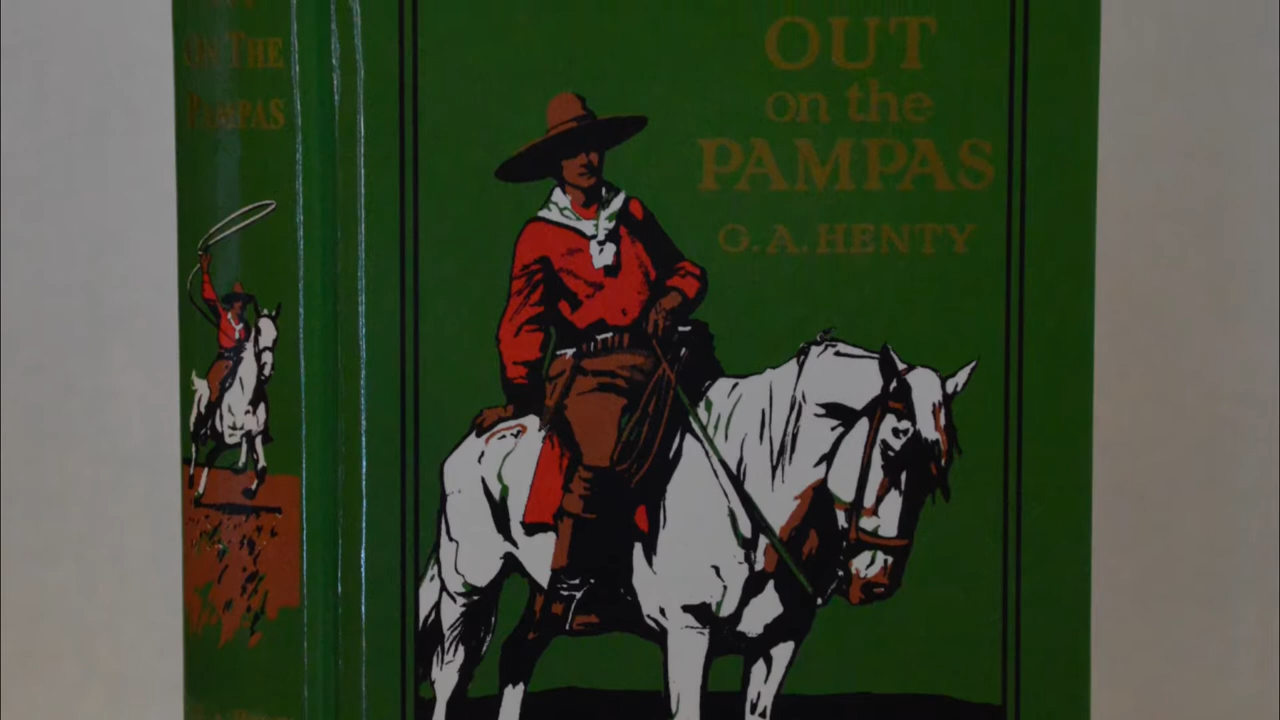 ON THE
PAMPAS
OUT
on the
PAMPAS
G.A. HENTY